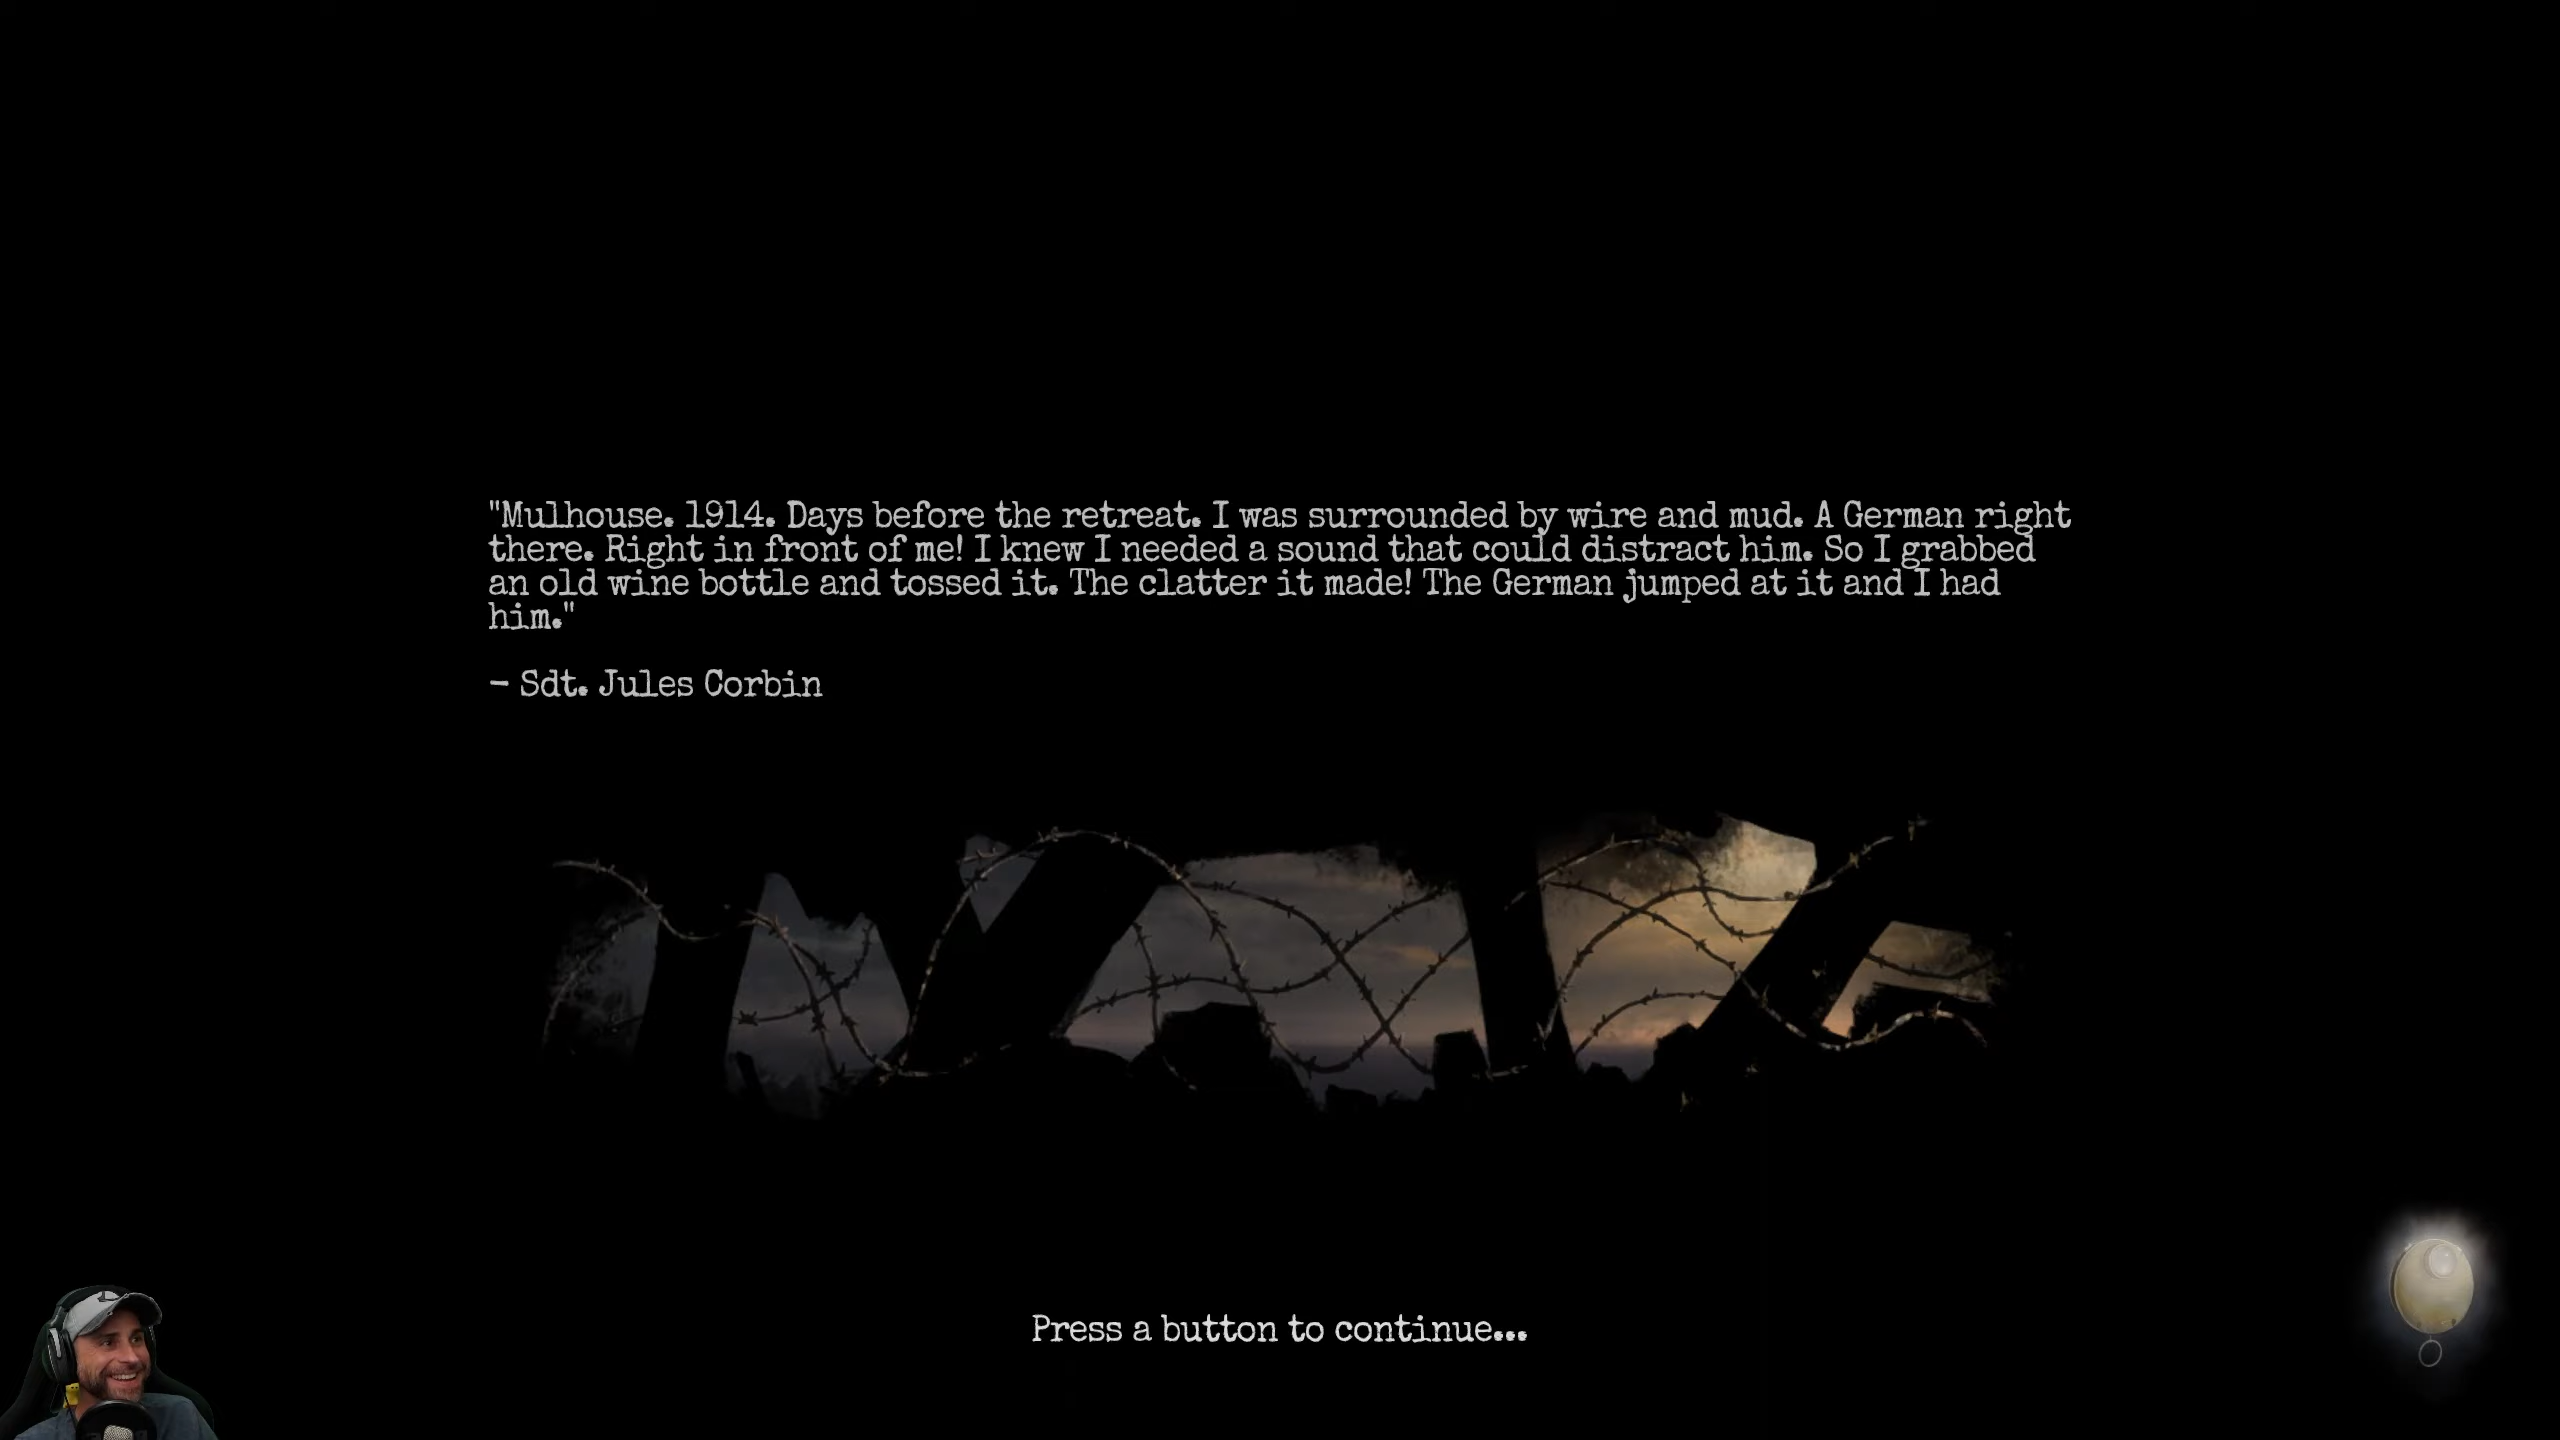 "Mulhouse. 1914. Days before the retreat. I was surrounded by wire and mud. A German right
there. Right in front of me! I knew I needed a sound that could distract him. So I grabbed
an old wine bottle and tossed it. The clatter it made! The German jumped at it and I had
him."
- Sdt. Jules Corbin
Press a button to continue...